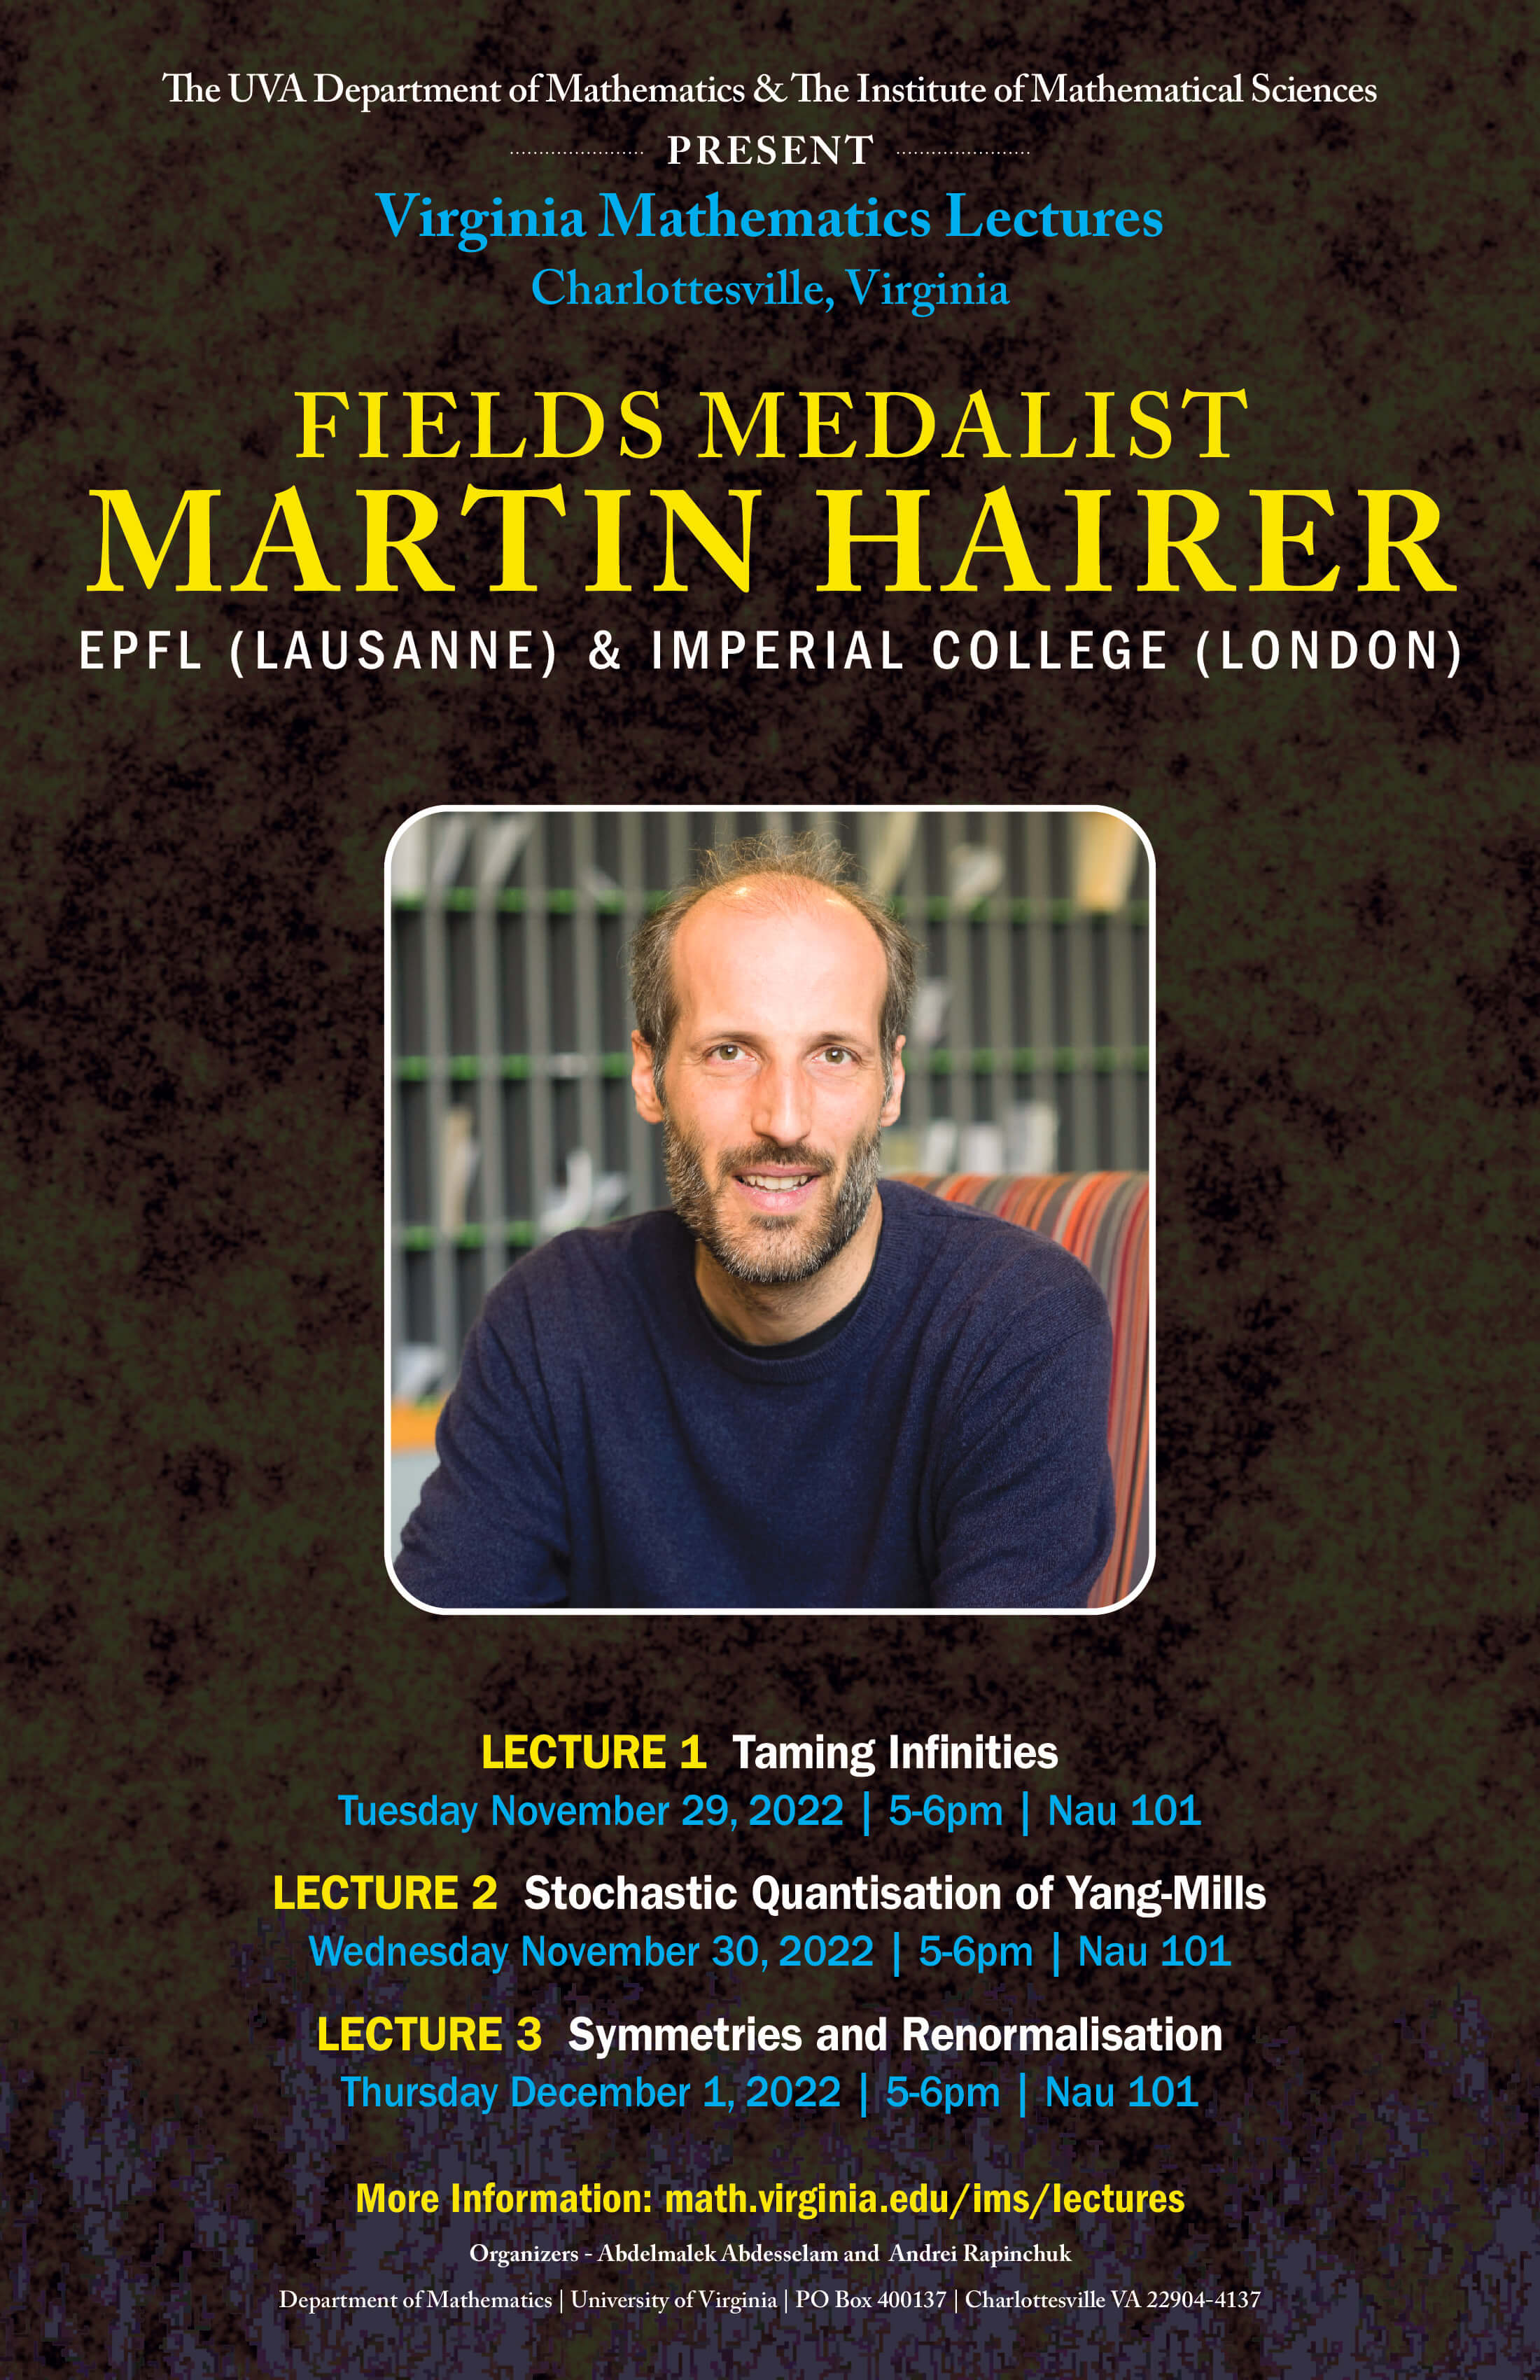 The UVA Department of Mathematics & The Institute of Mathematical Sciences
PRESENT
Virginia Mathematics Lectures
Charlottesville, Virginia
FIELDS MEDALIST
MARTIN HAIRER
EPFL (LAUSANNE) & IMPERIAL COLLEGE (LONDON)
LECTURE 1 Taming Infinities
Tuesday November 29, 2022 | 5-6pm | Nau 101
LECTURE 2 Stochastic Quantisation of Yang-Mills
Wednesday November 30, 2022 | 5-6pm | Nau 101
LECTURE 3 Symmetries and Renormalisation
Thursday December 1, 2022 | 5-6pm | Nau 101
More Information: math.virginia.edu/ims/lectures
Organizers - Abdelmalek Abdesselam and Andrei Rapinchuk
Department of Mathematics | University of Virginia | PO Box 400137 | Charlottesville VA 22904-4137